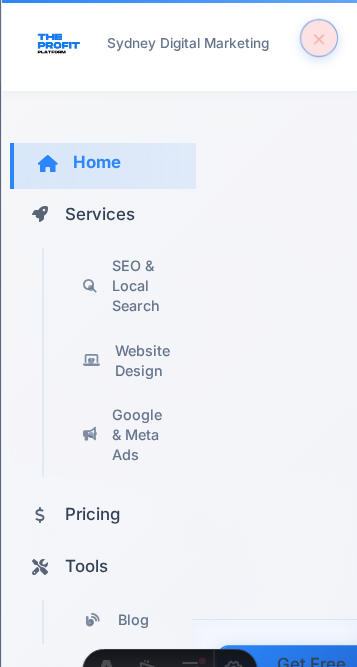 THE
PROFIT
PLATFORM
Sydney Digital Marketing
Home
Services
SEO &
Local
Search
Website
Design
Google
& Meta
Ads
Pricing
Tools
Blog
Get Free